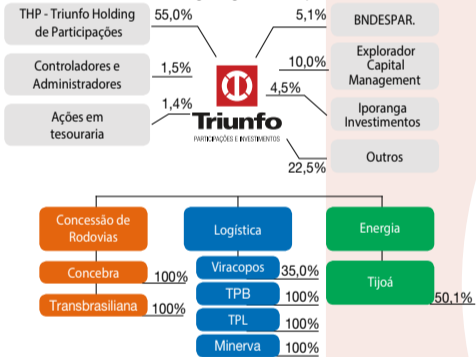 THP - Triunfo Holding
de Participações
55,0%
Controladores e
Administradores
1,5%
Ações em
tesouraria
1,4%
Triunfo
PARTICIPAÇÕES E INVESTIMENTOS
5,1%
BNDESPAR.
10,0%
Explorador
Capital
Management
4,5%
Iporanga
Investimentos
22,5%
Outros
Concessão de
Rodovias
Concebra
100%
Transbrasiliana
100%
Logística
Viracopos
35,0%
TPB
100%
TPL
100%
Minerva
100%
Energia
Tijoá
50,1%